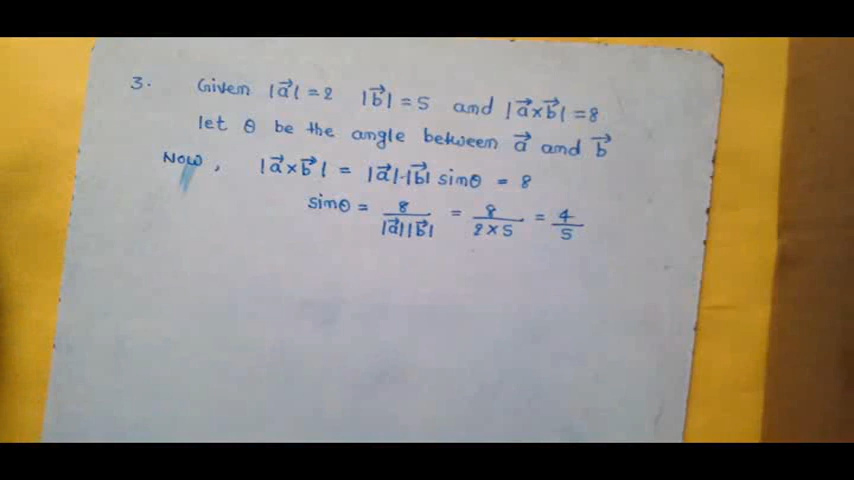 3. Given |a⃗| = 2 |b⃗| = 5 and |a⃗×b⃗| = 8
let θ be the angle between a⃗ and b⃗
Now, |a⃗×b⃗| = |a⃗|·|b⃗| sinθ = 8
sinθ = 8/|a⃗||b⃗| = 8/2×5 = 4/5